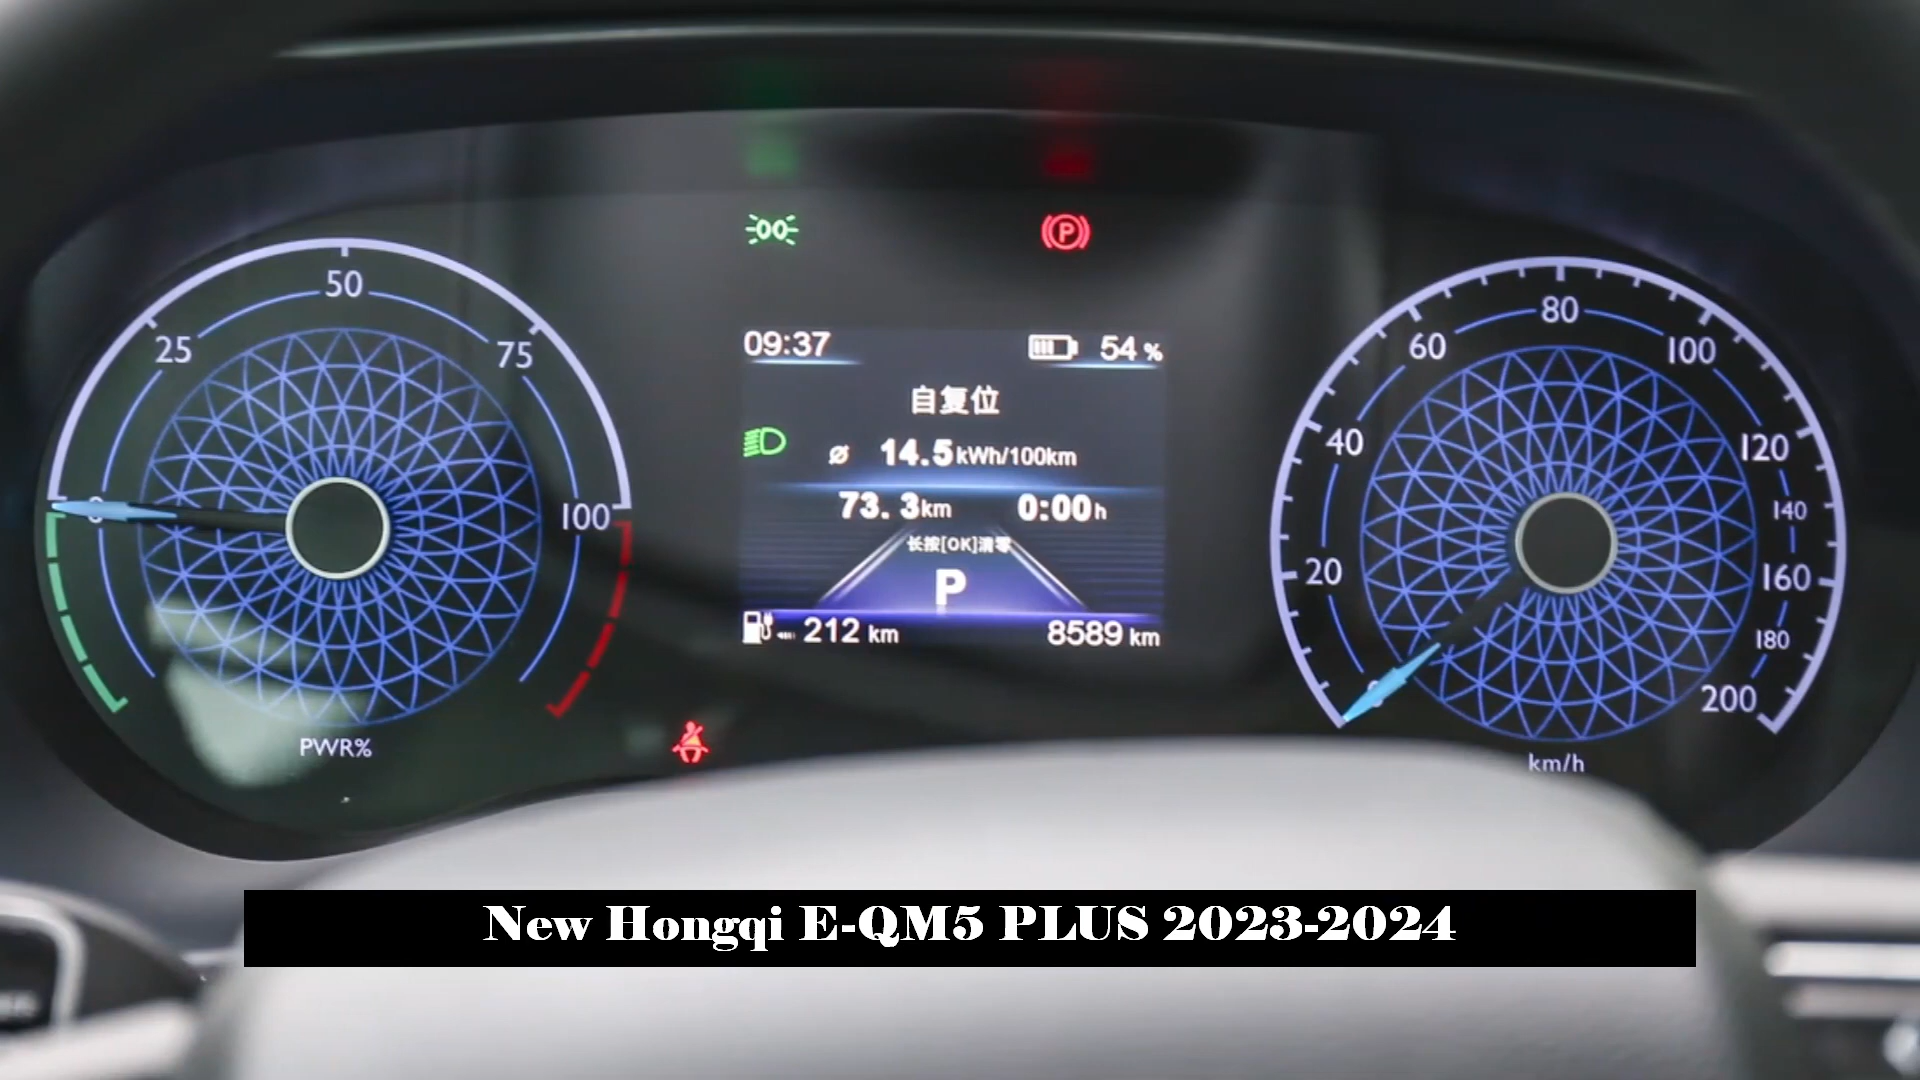 50
25
75
0
100
PWR%
09:37
54 %
自复位
Ø 14.5 kWh/100km
73.3 km 0:00 h
长按[OK]清零
P
212 km
8589 km
80
60
100
40
120
140
20
160
180
200
km/h
New Hongqi E-QM5 PLUS 2023-2024